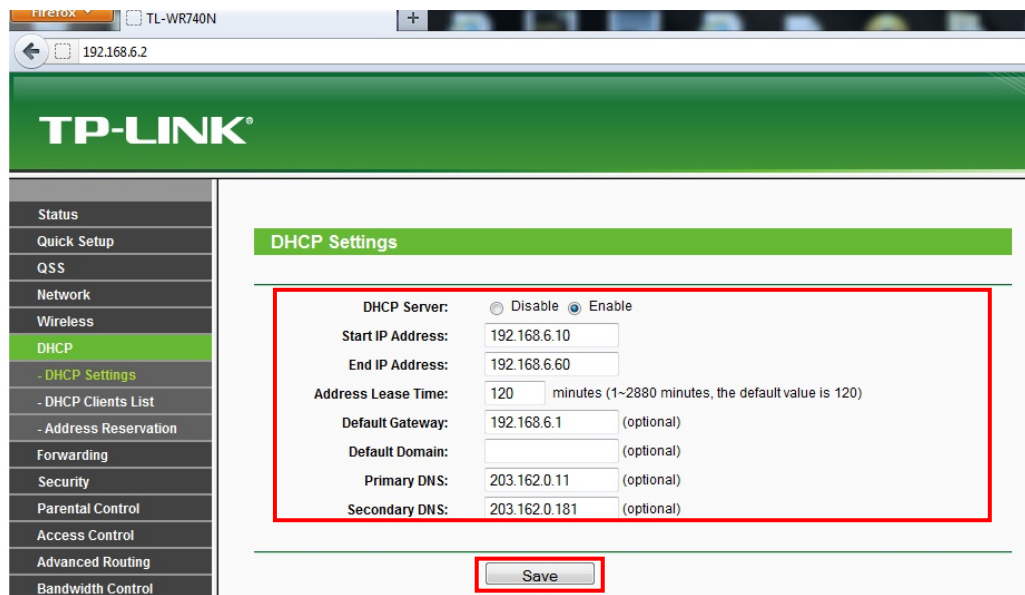 Firefox
TL-WR740N
+
192.168.6.2
TP-LINK®
Status
Quick Setup
QSS
Network
Wireless
DHCP
- DHCP Settings
- DHCP Clients List
- Address Reservation
Forwarding
Security
Parental Control
Access Control
Advanced Routing
Bandwidth Control
DHCP Settings
DHCP Server: Disable Enable
Start IP Address: 192.168.6.10
End IP Address: 192.168.6.60
Address Lease Time: 120 minutes (1~2880 minutes, the default value is 120)
Default Gateway: 192.168.6.1 (optional)
Default Domain: (optional)
Primary DNS: 203.162.0.11 (optional)
Secondary DNS: 203.162.0.181 (optional)
Save